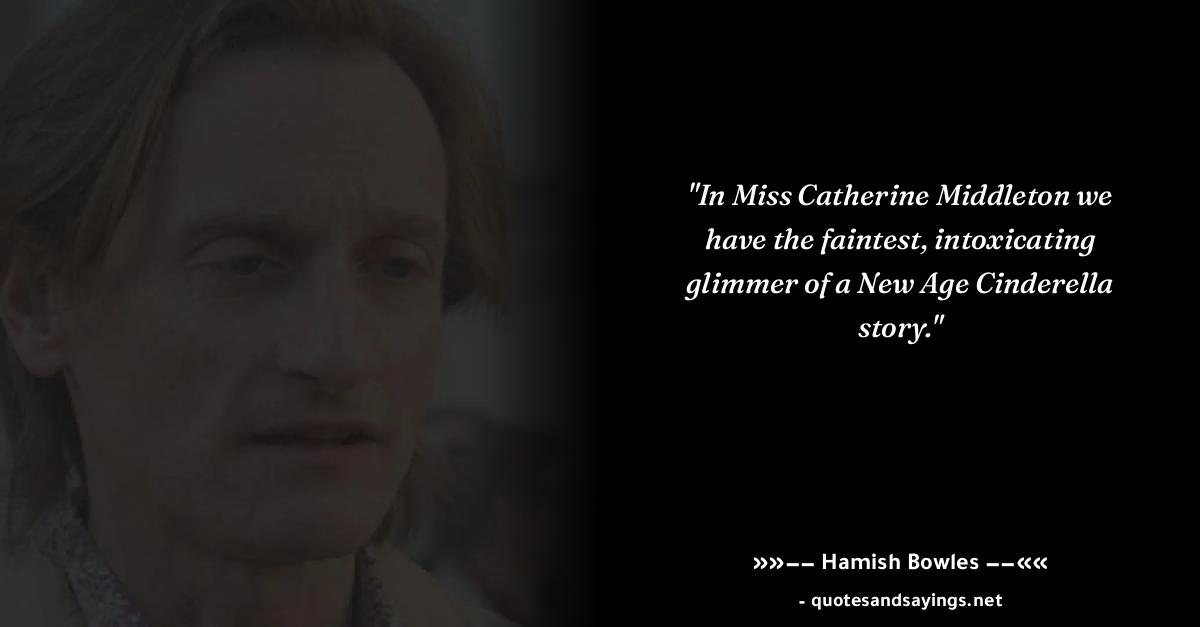 "In Miss Catherine Middleton we
have the faintest, intoxicating
glimmer of a New Age Cinderella
story."
»»−− Hamish Bowles −−««
- quotesandsayings.net